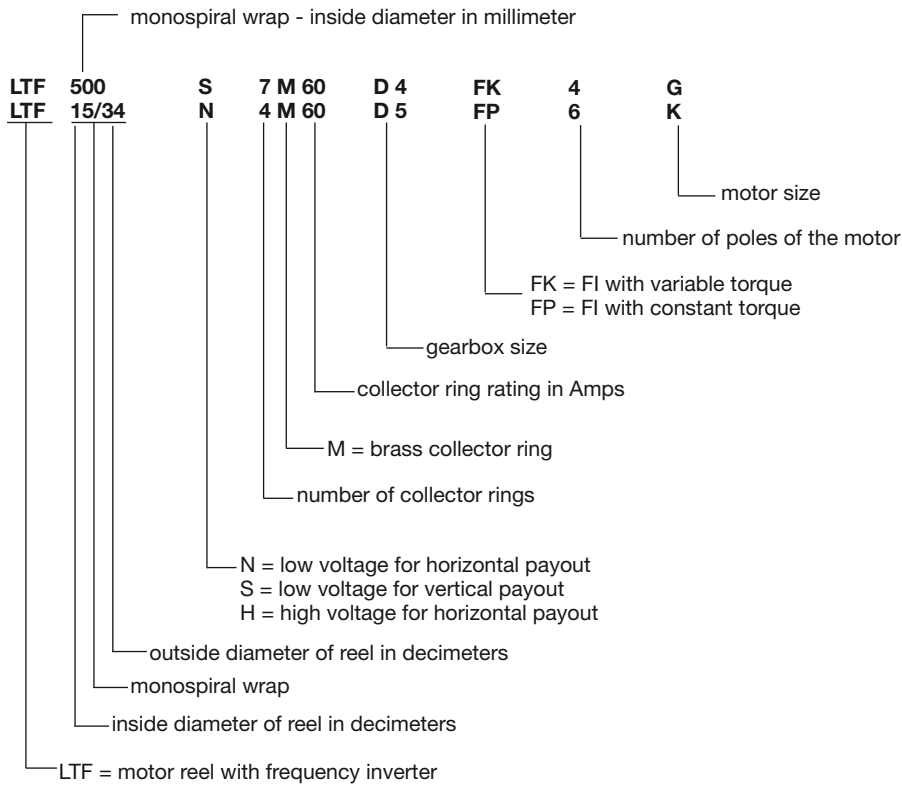 monospiral wrap - inside diameter in millimeter
LTF 500 S 7 M 60 D 4 FK 4 G
LTF 15/34 N 4 M 60 D 5 FP 6 K
motor size
number of poles of the motor
FK = FI with variable torque
FP = FI with constant torque
gearbox size
collector ring rating in Amps
M = brass collector ring
number of collector rings
N = low voltage for horizontal payout
S = low voltage for vertical payout
H = high voltage for horizontal payout
outside diameter of reel in decimeters
monospiral wrap
inside diameter of reel in decimeters
LTF = motor reel with frequency inverter